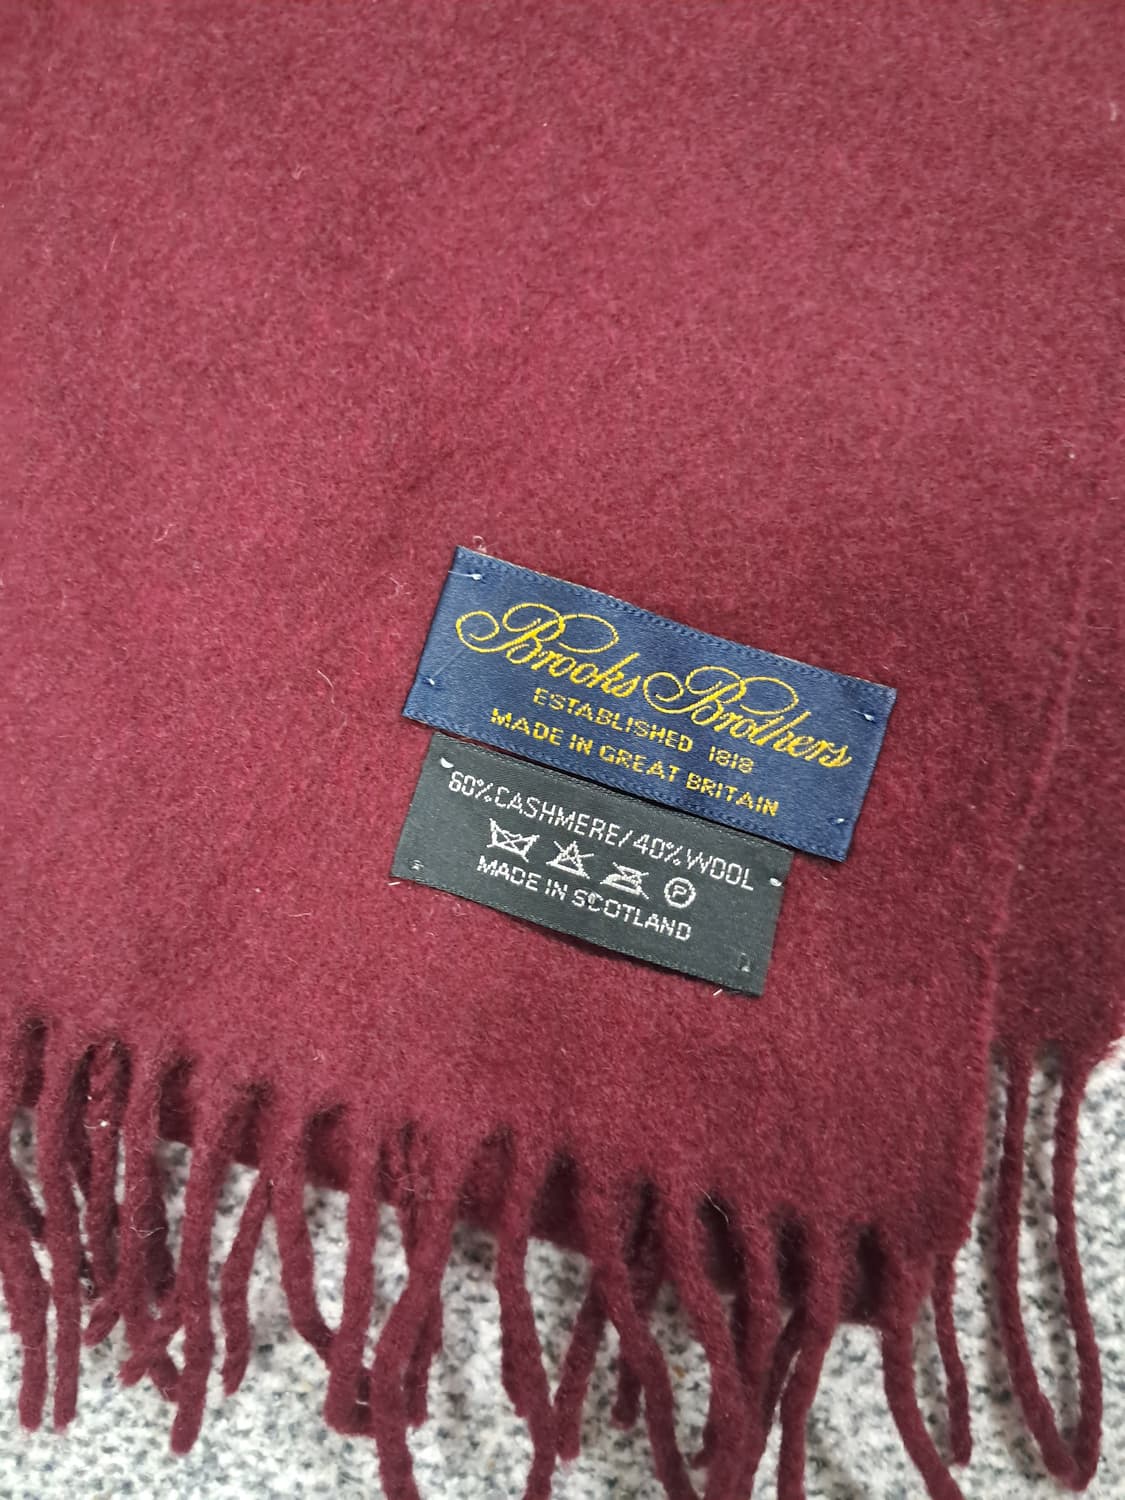 Brooks Brothers
ESTABLISHED 1818
MADE IN GREAT BRITAIN
60% CASHMERE/40% WOOL
P
MADE IN SCOTLAND